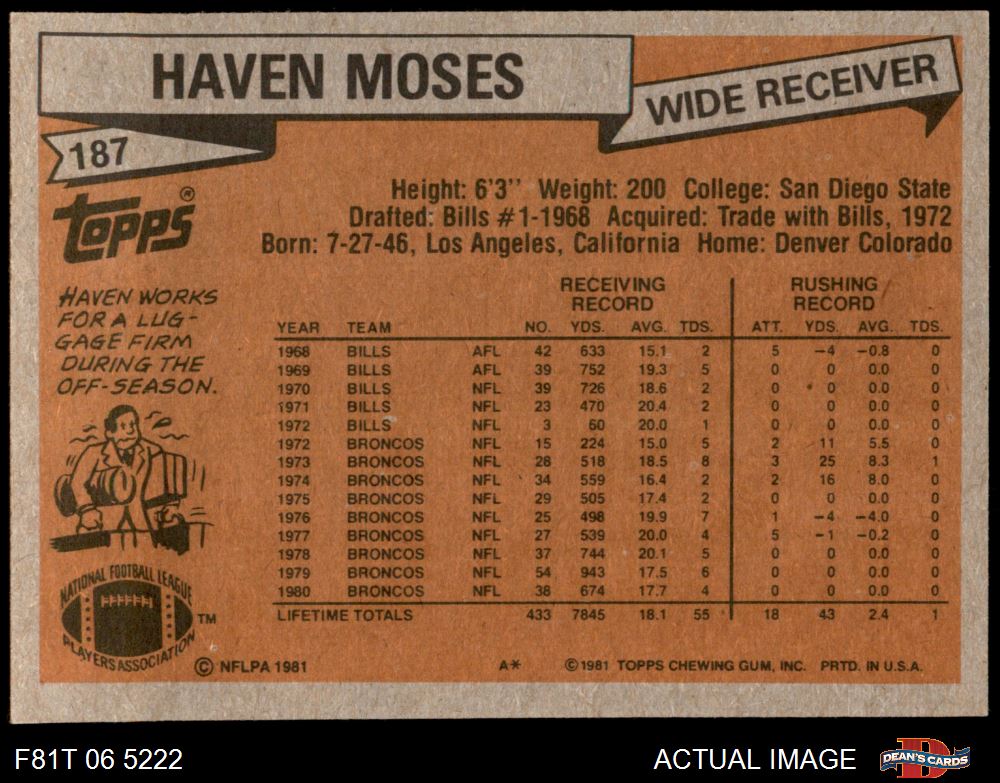 HAVEN MOSES
WIDE RECEIVER
187
TOPPS®
Height: 6'3'' Weight: 200 College: San Diego State
Drafted: Bills #1-1968 Acquired: Trade with Bills, 1972
Born: 7-27-46, Los Angeles, California Home: Denver Colorado
HAVEN WORKS
FOR A LUG-
GAGE FIRM
DURING THE
OFF-SEASON.
RECEIVING RUSHING
RECORD RECORD
YEAR TEAM NO. YDS. AVG. TDS. ATT. YDS. AVG. TDS.
1968 BILLS AFL 42 633 15.1 2 5 -4 -0.8 0
1969 BILLS AFL 39 752 19.3 5 0 0 0.0 0
1970 BILLS NFL 39 726 18.6 2 0 0 0.0 0
1971 BILLS NFL 23 470 20.4 2 0 0 0.0 0
1972 BILLS NFL 3 60 20.0 1 0 0 0.0 0
1972 BRONCOS NFL 15 224 15.0 5 2 11 5.5 0
1973 BRONCOS NFL 28 518 18.5 8 3 25 8.3 1
1974 BRONCOS NFL 34 559 16.4 2 2 16 8.0 0
1975 BRONCOS NFL 29 505 17.4 2 0 0 0.0 0
1976 BRONCOS NFL 25 498 19.9 7 1 -4 -4.0 0
1977 BRONCOS NFL 27 539 20.0 4 5 -1 -0.2 0
1978 BRONCOS NFL 37 744 20.1 5 0 0 0.0 0
1979 BRONCOS NFL 54 943 17.5 6 0 0 0.0 0
1980 BRONCOS NFL 38 674 17.7 4 0 0 0.0 0
LIFETIME TOTALS 433 7845 18.1 55 18 43 2.4 1
NATIONAL FOOTBALL LEAGUE
PLAYERS ASSOCIATION
TM
© NFLPA 1981 A* ©1981 TOPPS CHEWING GUM, INC. PRTD. IN U.S.A.
F81T 06 5222 ACTUAL IMAGE DEAN'S CARDS